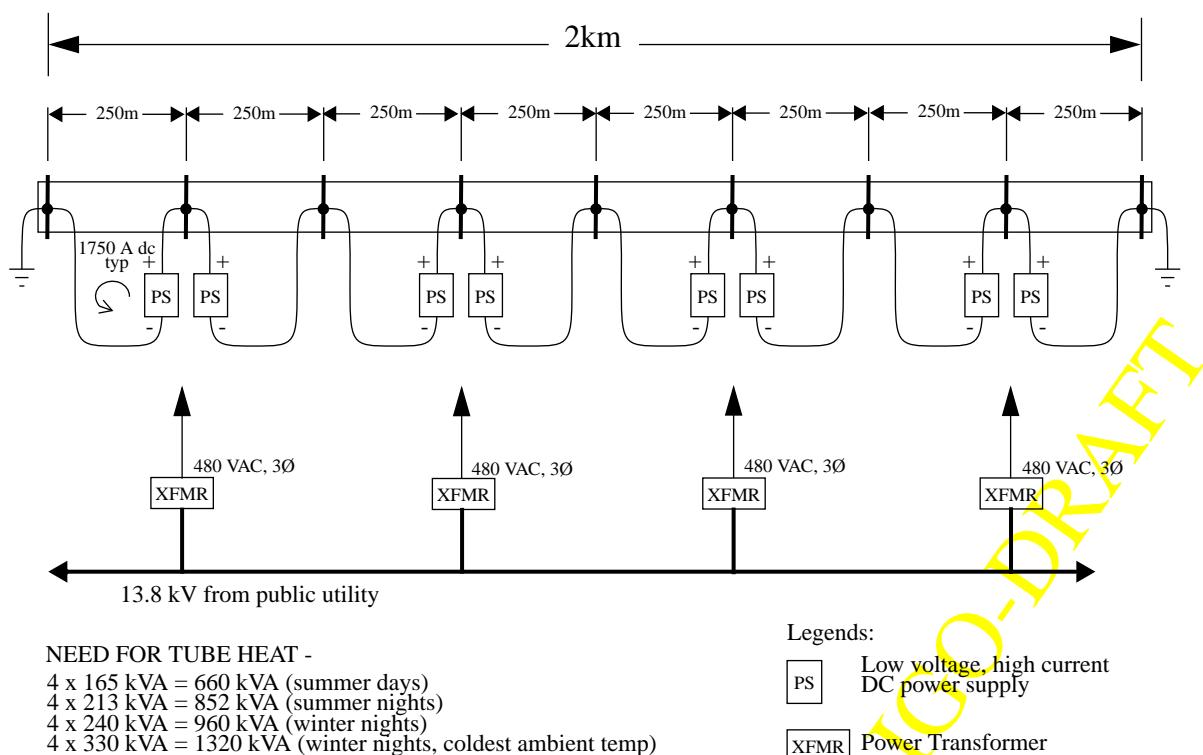 2km
250m 250m 250m 250m 250m 250m 250m 250m
1750 A dc
typ
+ + + + + + + +
PS PS PS PS PS PS PS PS
- - - - - - - -
480 VAC, 3Ø 480 VAC, 3Ø 480 VAC, 3Ø 480 VAC, 3Ø
XFMR XFMR XFMR XFMR
13.8 kV from public utility
NEED FOR TUBE HEAT -
4 x 165 kVA = 660 kVA (summer days)
4 x 213 kVA = 852 kVA (summer nights)
4 x 240 kVA = 960 kVA (winter nights)
4 x 330 kVA = 1320 kVA (winter nights, coldest ambient temp)
Legends:
PS Low voltage, high current
DC power supply
XFMR Power Transformer
GO-DRAFT